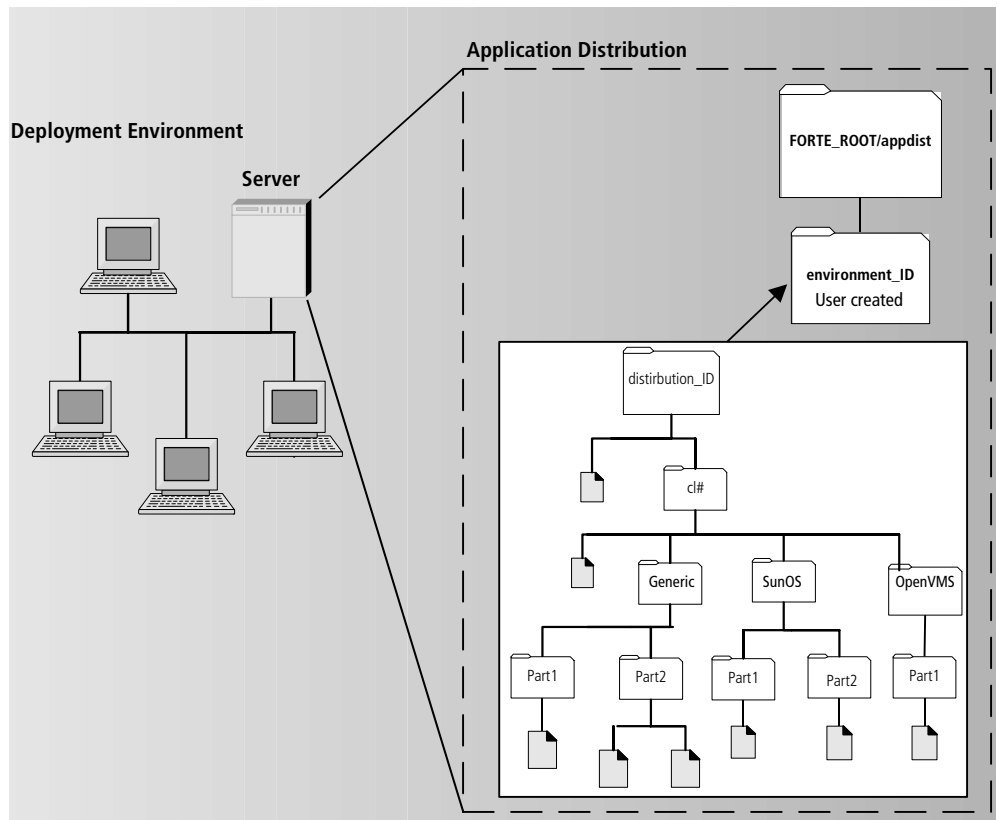 Application Distribution
FORTE_ROOT/appdist
Deployment Environment
Server
environment_ID
User created
distirbution_ID
cl#
Generic
SunOS
OpenVMS
Part1
Part2
Part1
Part2
Part1